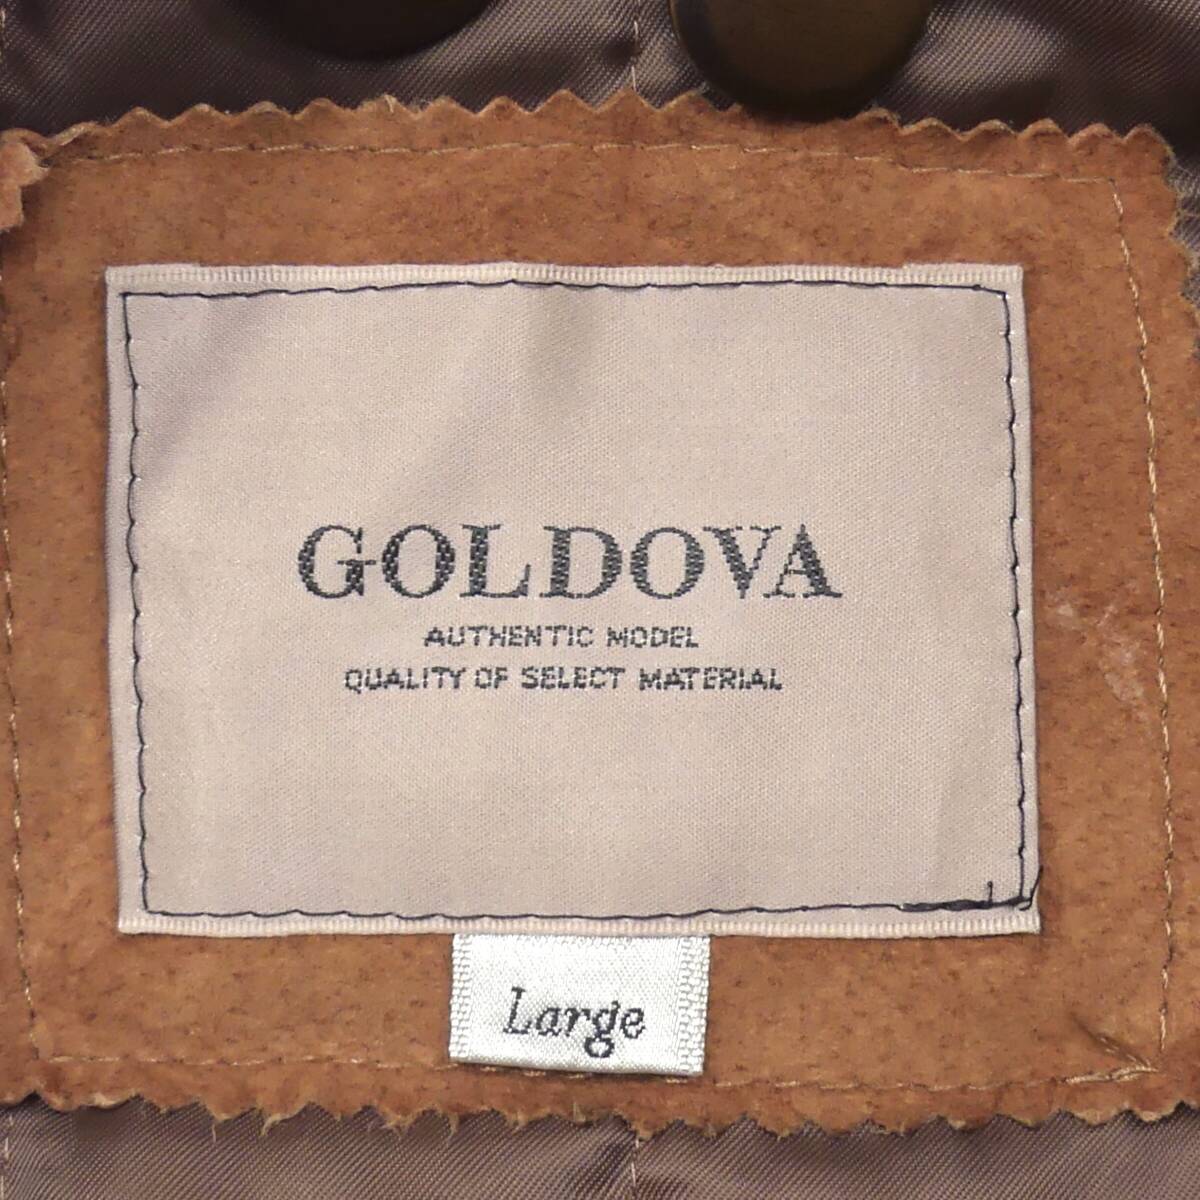 GOLDOVA
AUTHENTIC MODEL
QUALITY OF SELECT MATERIAL
Large